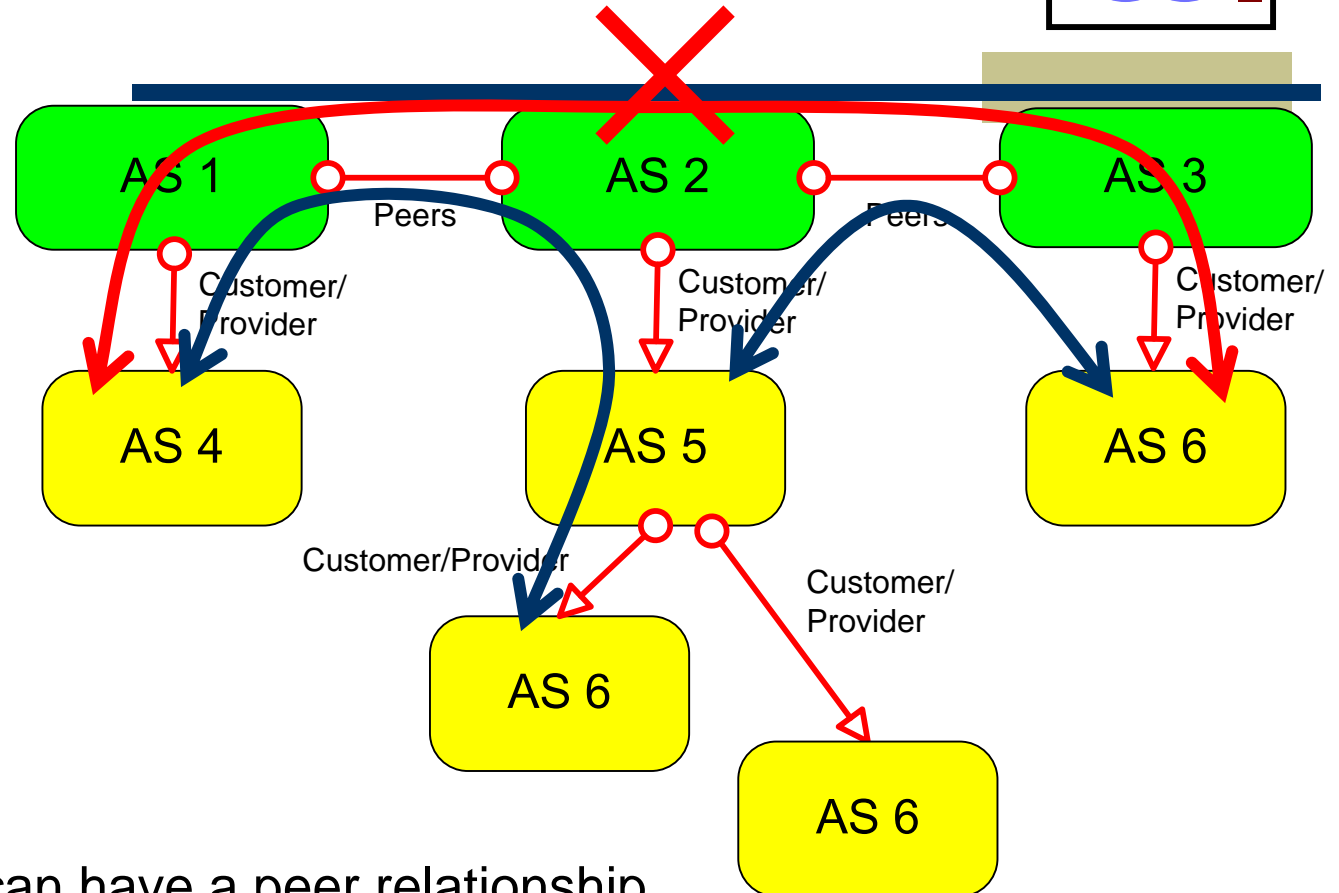 AS 1
AS 2
AS 3
Peers
Peers
Customer/
Provider
Customer/
Provider
Customer/
Provider
AS 4
AS 5
AS 6
Customer/Provider
Customer/
Provider
AS 6
AS 6
can have a peer relationship